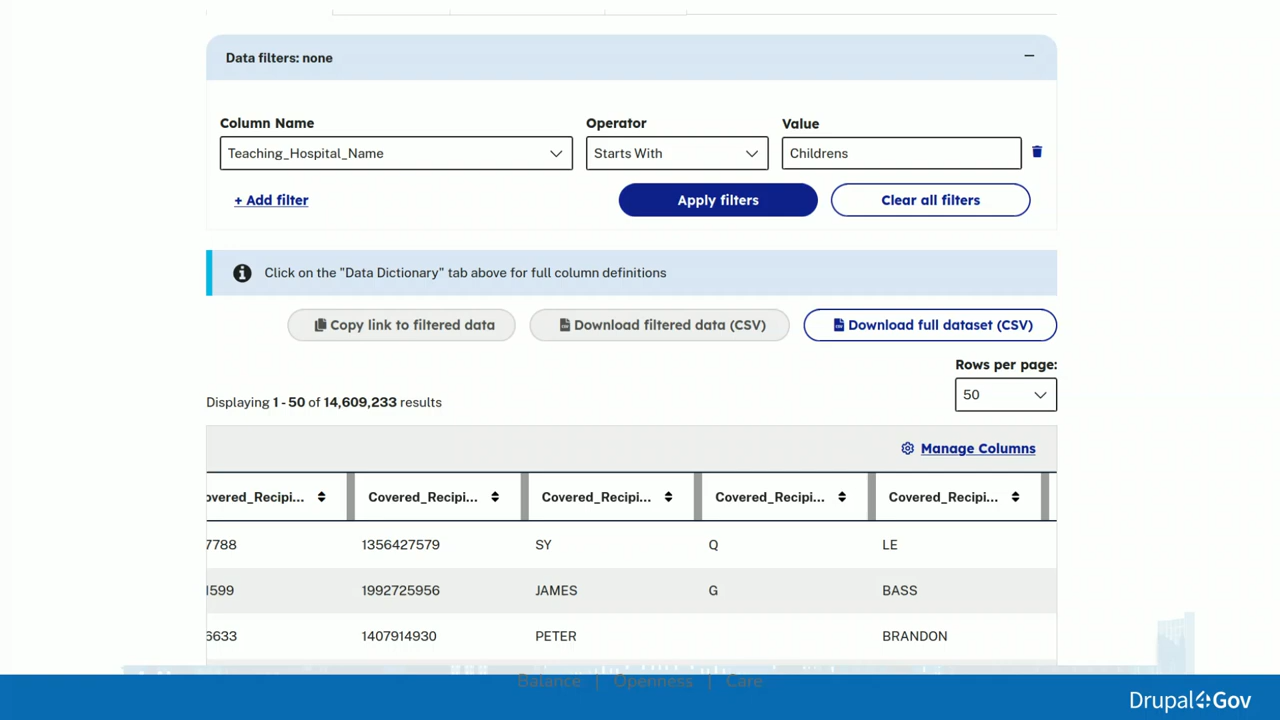 Data filters: none
Column Name Operator Value
Teaching_Hospital_Name Starts With Childrens
+ Add filter Apply filters Clear all filters
Click on the "Data Dictionary" tab above for full column definitions
Copy link to filtered data Download filtered data (CSV) Download full dataset (CSV)
Rows per page:
50
Displaying 1 - 50 of 14,609,233 results
Manage Columns
overed_Recipi... Covered_Recipi... Covered_Recipi... Covered_Recipi... Covered_Recipi...
7788 1356427579 SY Q LE
1599 1992725956 JAMES G BASS
6633 1407914930 PETER BRANDON
Balance | Openness | Care
Drupal4Gov